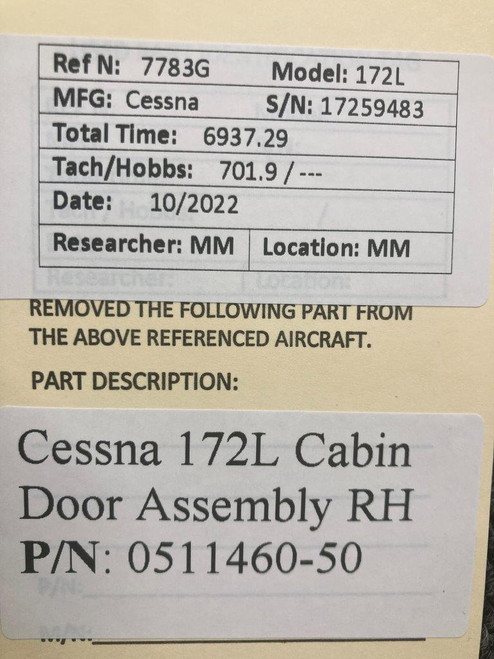 Ref N: 7783G Model: 172L
MFG: Cessna S/N: 17259483
Total Time: 6937.29
Tach/Hobbs: 701.9 / ---
Date: 10/2022
Researcher: MM Location: MM
Researcher: Location:
REMOVED THE FOLLOWING PART FROM
THE ABOVE REFERENCED AIRCRAFT.
PART DESCRIPTION:
Cessna 172L Cabin
Door Assembly RH
P/N: 0511460-50
P/N:
M/N: